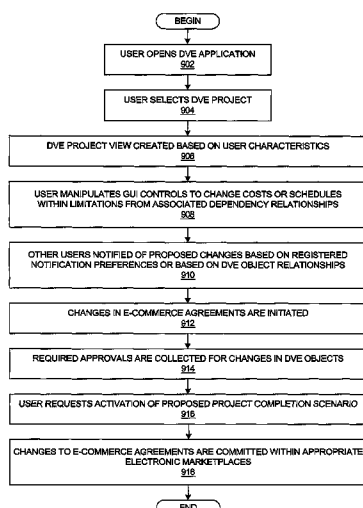 BEGIN
USER OPENS DVE APPLICATION
902
USER SELECTS DVE PROJECT
904
DVE PROJECT VIEW CREATED BASED ON USER CHARACTERISTICS
906
USER MANIPULATES GUI CONTROLS TO CHANGE COSTS OR SCHEDULES
WITHIN LIMITATIONS FROM ASSOCIATED DEPENDENCY RELATIONSHIPS
908
OTHER USERS NOTIFIED OF PROPOSED CHANGES BASED ON REGISTERED
NOTIFICATION PREFERENCES OR BASED ON DVE OBJECT RELATIONSHIPS
910
CHANGES IN E-COMMERCE AGREEMENTS ARE INITIATED
912
REQUIRED APPROVALS ARE COLLECTED FOR CHANGES IN DVE OBJECTS
914
USER REQUESTS ACTIVATION OF PROPOSED PROJECT COMPLETION SCENARIO
916
CHANGES TO E-COMMERCE AGREEMENTS ARE COMMITTED WITHIN APPROPRIATE
ELECTRONIC MARKETPLACES
918
END